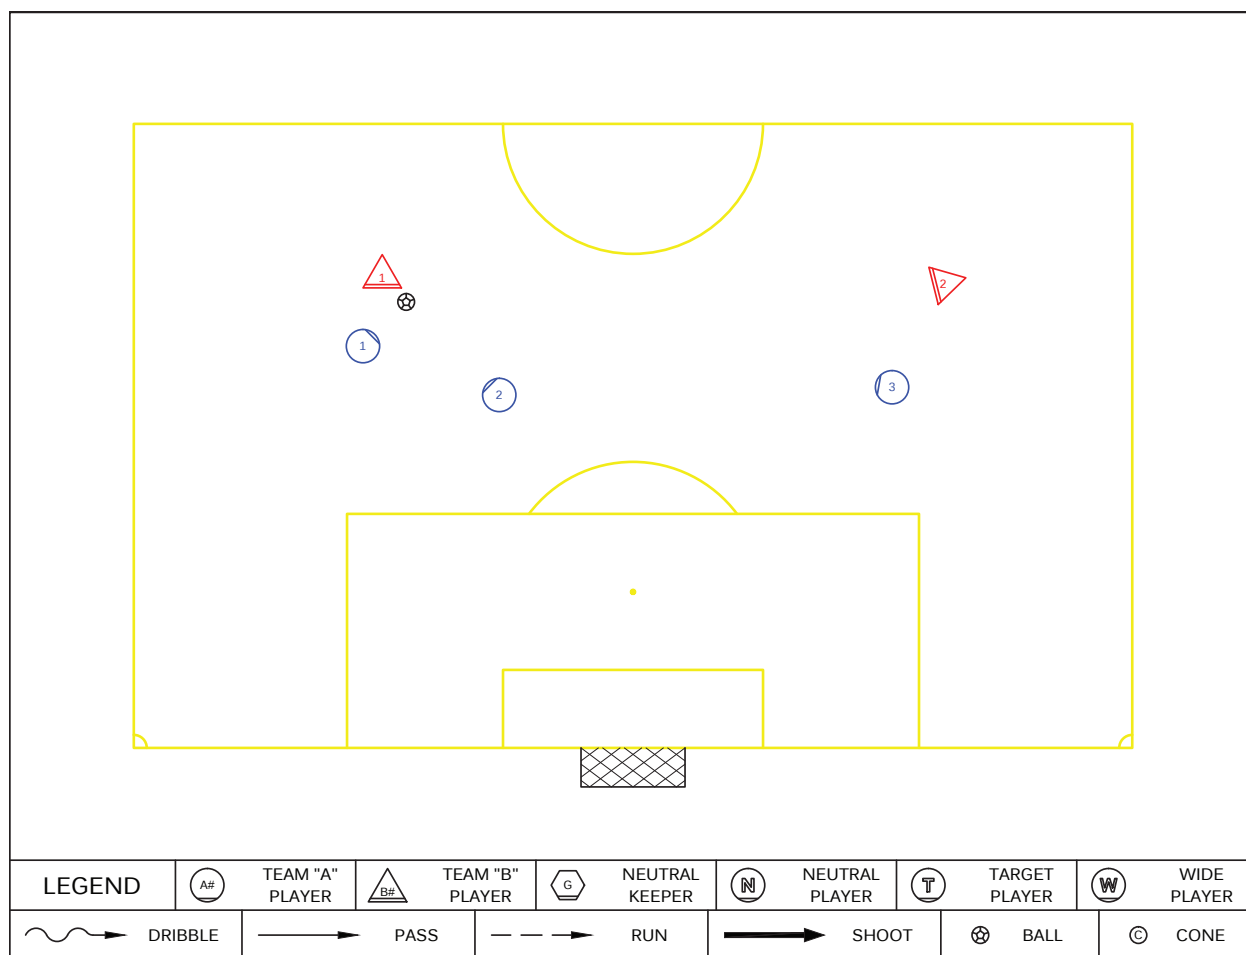 1
2
1
2
3
LEGEND
A#
TEAM "A"
PLAYER
B#
TEAM "B"
PLAYER
G
NEUTRAL
KEEPER
N
NEUTRAL
PLAYER
T
TARGET
PLAYER
W
WIDE
PLAYER
DRIBBLE
PASS
RUN
SHOOT
BALL
C
CONE